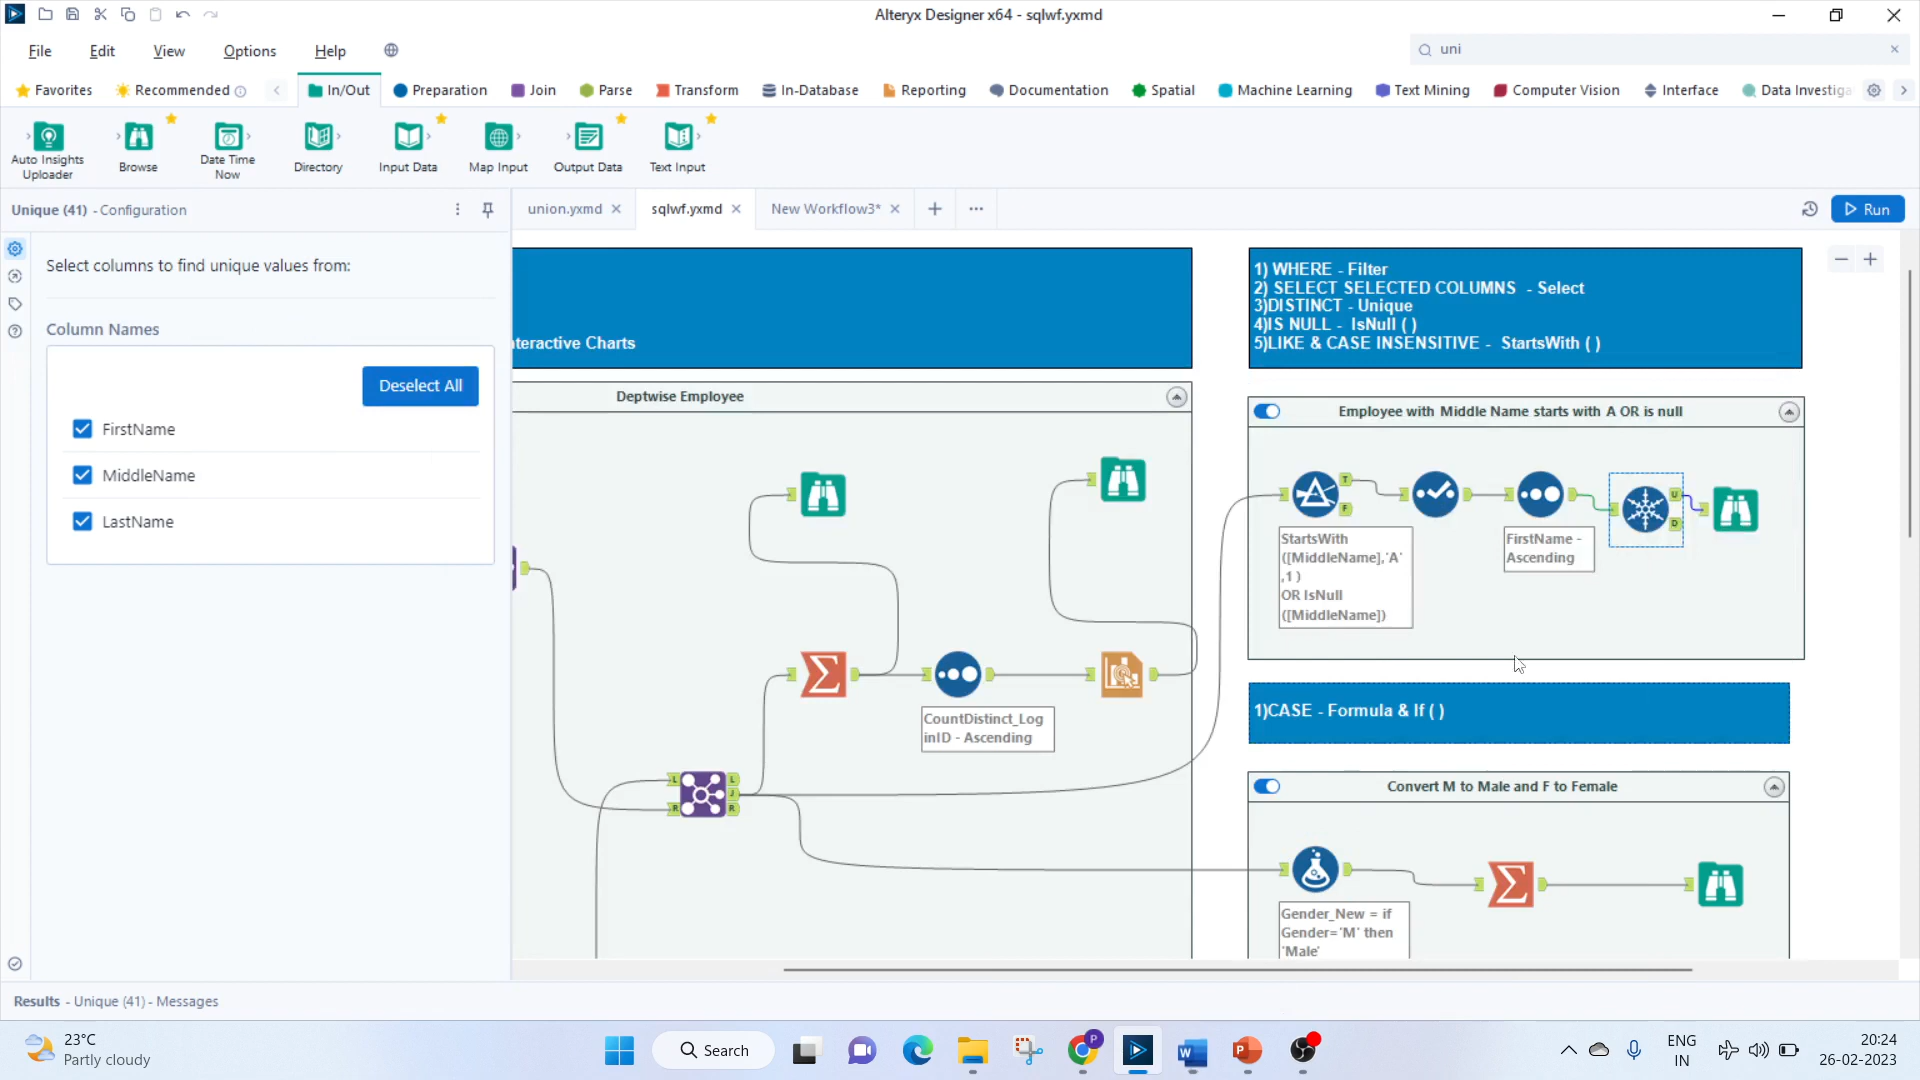 Alteryx Designer x64 - sqlwf.yxmd
File Edit View Options Help
uni
Favorites Recommended In/Out Preparation Join Parse Transform In-Database Reporting Documentation Spatial Machine Learning Text Mining Computer Vision Interface Data Investiga
Auto Insights Uploader
Browse
Date Time Now
Directory
Input Data
Map Input
Output Data
Text Input
Unique (41) - Configuration
union.yxmd
sqlwf.yxmd
New Workflow3*
Run
Select columns to find unique values from:
Column Names
Deselect All
FirstName
MiddleName
LastName
nteractive Charts
Deptwise Employee
CountDistinct_Log
inID - Ascending
L
R
L
J
R
1) WHERE - Filter
2) SELECT SELECTED COLUMNS - Select
3)DISTINCT - Unique
4)IS NULL - IsNull ( )
5)LIKE & CASE INSENSITIVE - StartsWith ( )
Employee with Middle Name starts with A OR is null
T
F
U
D
StartsWith
([MiddleName],'A'
,1 )
OR IsNull
([MiddleName])
FirstName -
Ascending
1)CASE - Formula & If ( )
Convert M to Male and F to Female
Gender_New = if
Gender='M' then
'Male'
Results - Unique (41) - Messages
23°C
Partly cloudy
Search
P
ENG
IN
20:24
26-02-2023